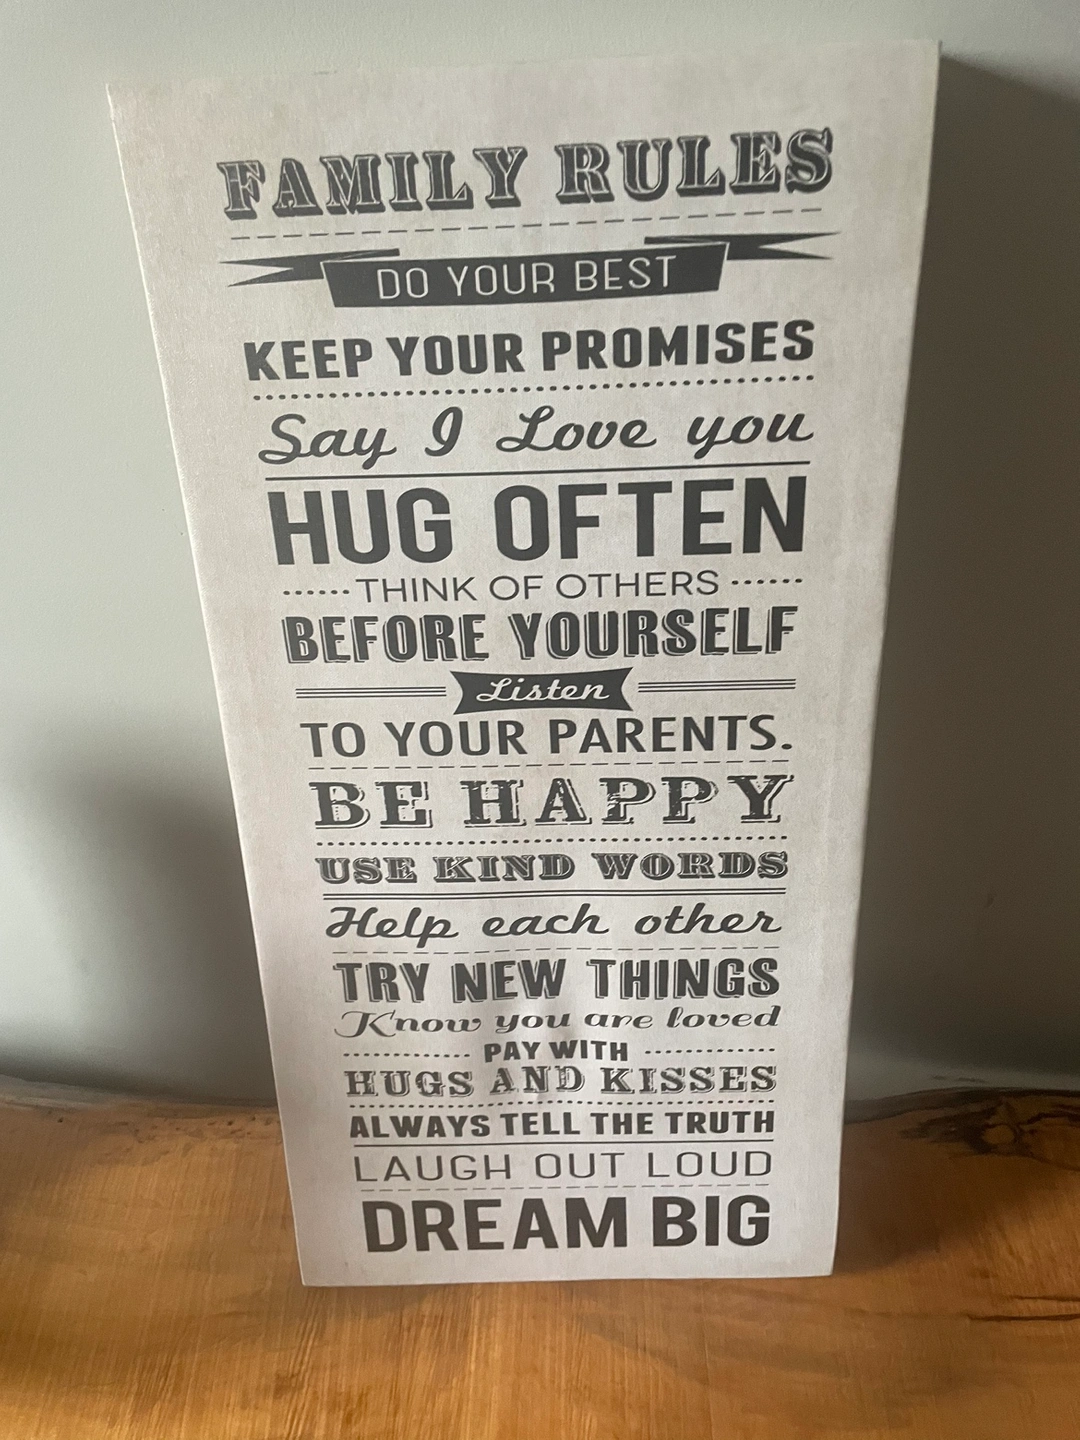 FAMILY RULES
DO YOUR BEST
KEEP YOUR PROMISES
Say I Love you
HUG OFTEN
THINK OF OTHERS
BEFORE YOURSELF
Listen
TO YOUR PARENTS.
BE HAPPY
USE KIND WORDS
Help each other
TRY NEW THINGS
Know you are loved
PAY WITH
HUGS AND KISSES
ALWAYS TELL THE TRUTH
LAUGH OUT LOUD
DREAM BIG